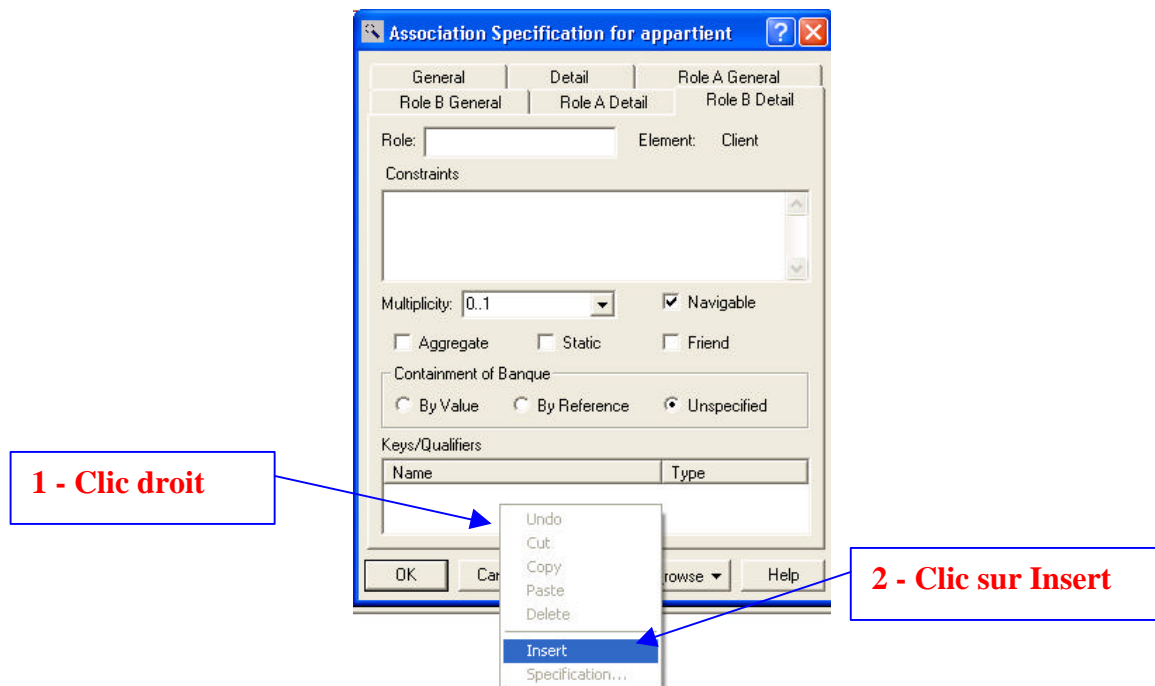 Association Specification for appartient
General Detail Role A General
Role B General Role A Detail Role B Detail
Role: Element: Client
Constraints
Multiplicity: 0..1 Navigable
Aggregate Static Friend
Containment of Banque
By Value By Reference Unspecified
Keys/Qualifiers
Name Type
1 - Clic droit
Undo
Cut
Copy
Paste
Delete
Insert
Specification...
OK Car rowse Help
2 - Clic sur Insert